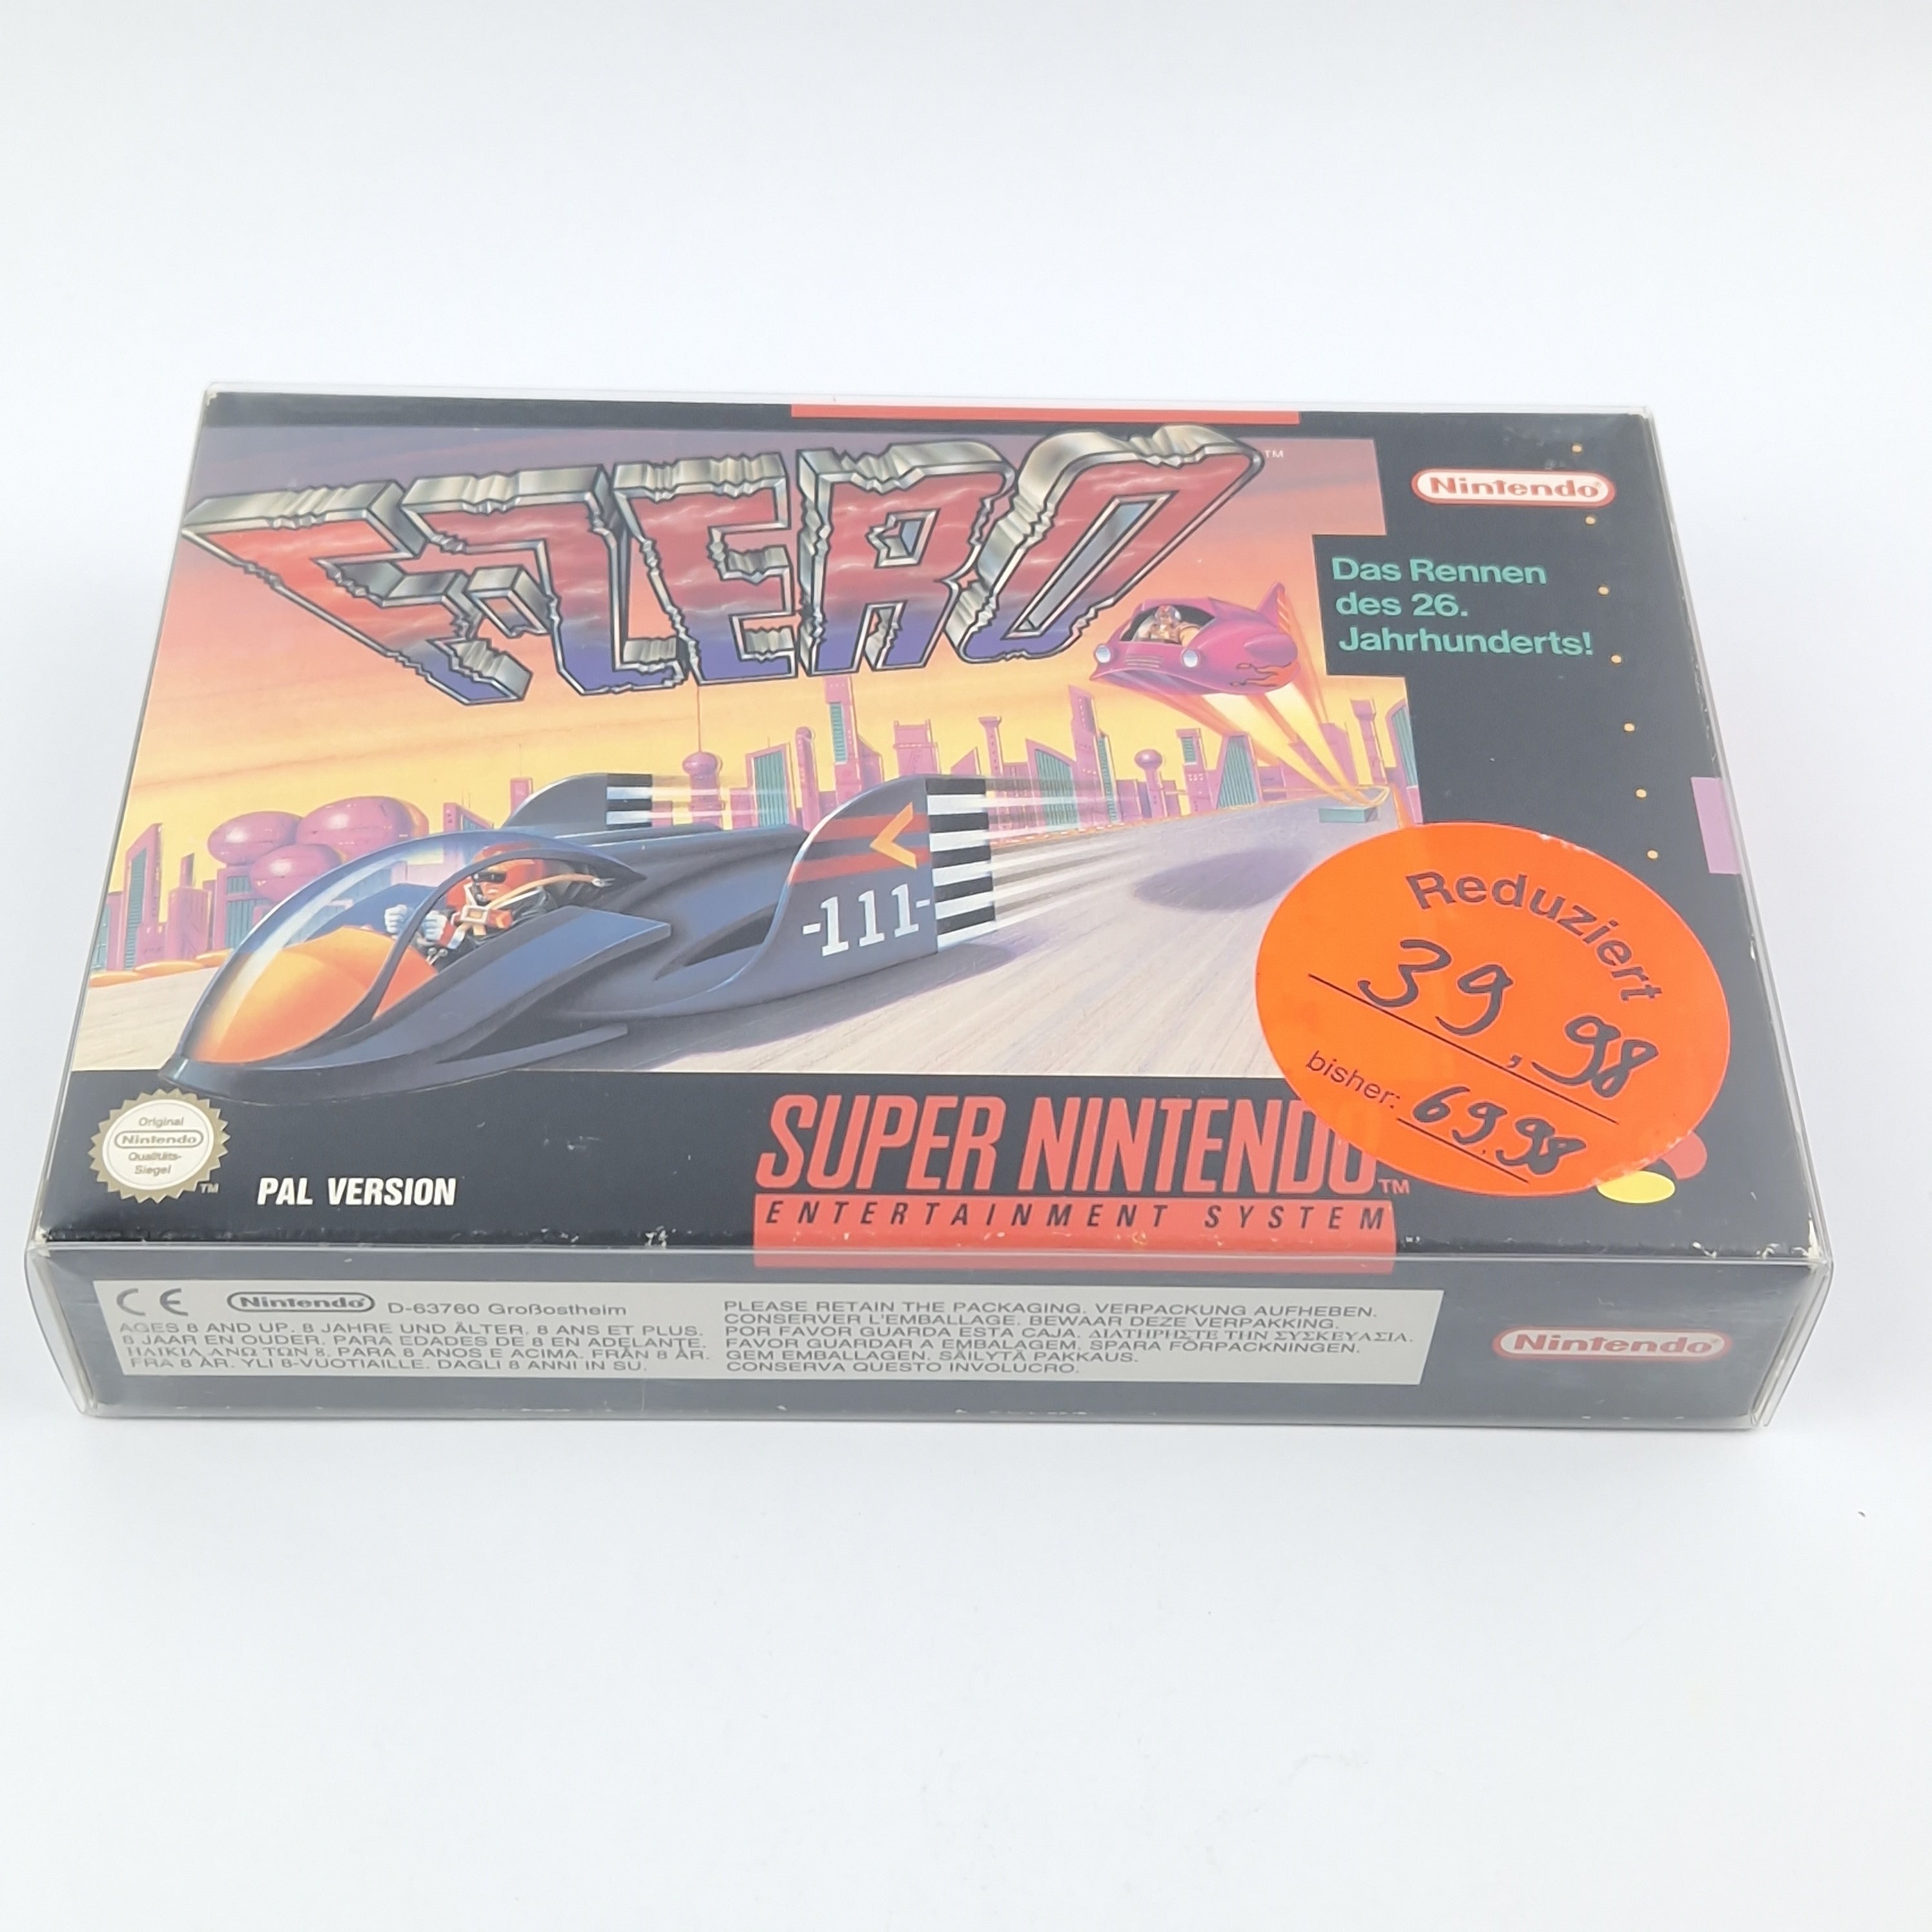 F-ZERO
TM
Nintendo®
Das Rennen
des 26.
Jahrhunderts!
-111-
Reduziert
39,98
bisher: 69,98
Original
Nintendo
Qualitäts-
Siegel
TM
PAL VERSION
SUPER NINTENDO
TM
ENTERTAINMENT SYSTEM
CE Nintendo® D-63760 Großostheim
AGES 8 AND UP. 8 JAHRE UND ÄLTER. 8 ANS ET PLUS.
8 JAAR EN OUDER. PARA EDADES DE 8 EN ADELANTE.
ΗΛΙΚΙΑ ΑΝΩ ΤΩΝ 8. PARA 8 ANOS E ACIMA. FRÅN 8 ÅR.
FRA 8 ÅR. YLI 8-VUOTIAILLE. DAGLI 8 ANNI IN SU.
PLEASE RETAIN THE PACKAGING. VERPACKUNG AUFHEBEN.
CONSERVER L'EMBALLAGE. BEWAAR DEZE VERPAKKING.
POR FAVOR GUARDA ESTA CAJA. ΔΙΑΤΗΡΗΣΤΕ ΤΗΝ ΣΥΣΚΕΥΑΣΙΑ.
FAVOR GUARDAR A EMBALAGEM. SPARA FÖRPACKNINGEN.
GEM EMBALLAGEN. SÄILYTÄ PAKKAUS.
CONSERVA QUESTO INVOLUCRO.
Nintendo®